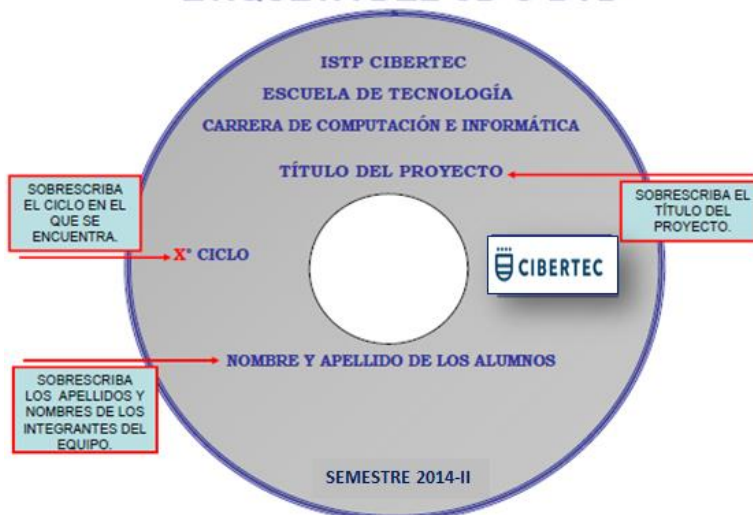 ISTP CIBERTEC
ESCUELA DE TECNOLOGÍA
CARRERA DE COMPUTACIÓN E INFORMÁTICA
TÍTULO DEL PROYECTO
SOBRESCRIBA
EL CICLO EN EL
QUE SE
ENCUENTRA.
SOBRESCRIBA EL
TÍTULO DEL
PROYECTO.
X° CICLO
CIBERTEC
NOMBRE Y APELLIDO DE LOS ALUMNOS
SOBRESCRIBA
LOS APELLIDOS Y
NOMBRES DE LOS
INTEGRANTES DEL
EQUIPO.
SEMESTRE 2014-II